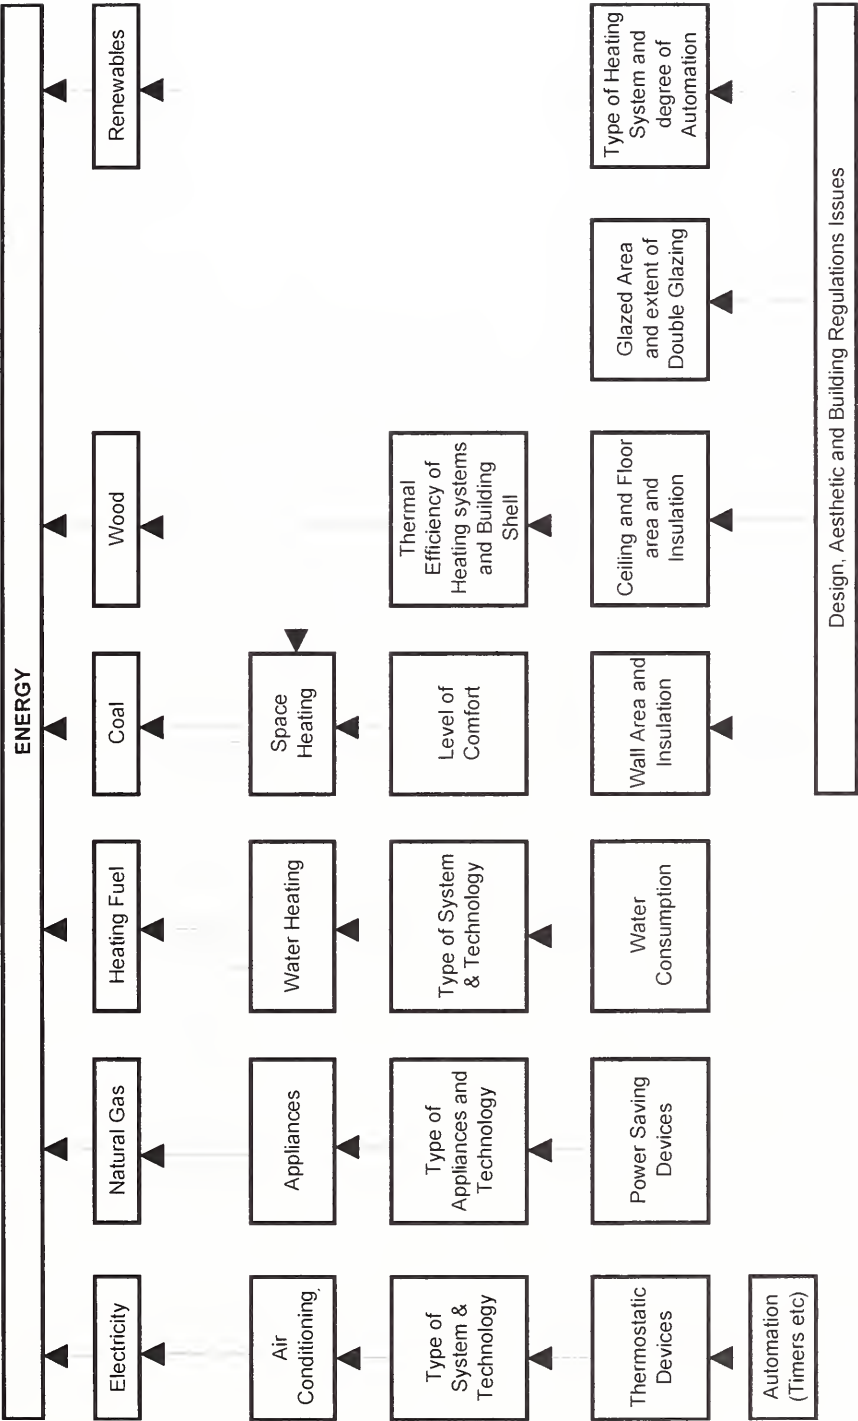 ENERGY
Electricity
Natural Gas
Heating Fuel
Coal
Wood
Renewables
Air
Conditioning.
Appliances
Water Heating
Space
Heating
Type of
System &
Technology
Type of
Appliances and
Technology
Type of System
& Technology
Level of
Comfort
Thermal
Efficiency of
Heating systems
and Building
Shell
Thermostatic
Devices
Power Saving
Devices
Water
Consumption
Wall Area and
Insulation
Ceiling and Floor
area and
Insulation
Glazed Area
and extent of
Double Glazing
Type of Heating
System and
degree of
Automation
Automation
(Timers etc)
Design, Aesthetic and Building Regulations Issues